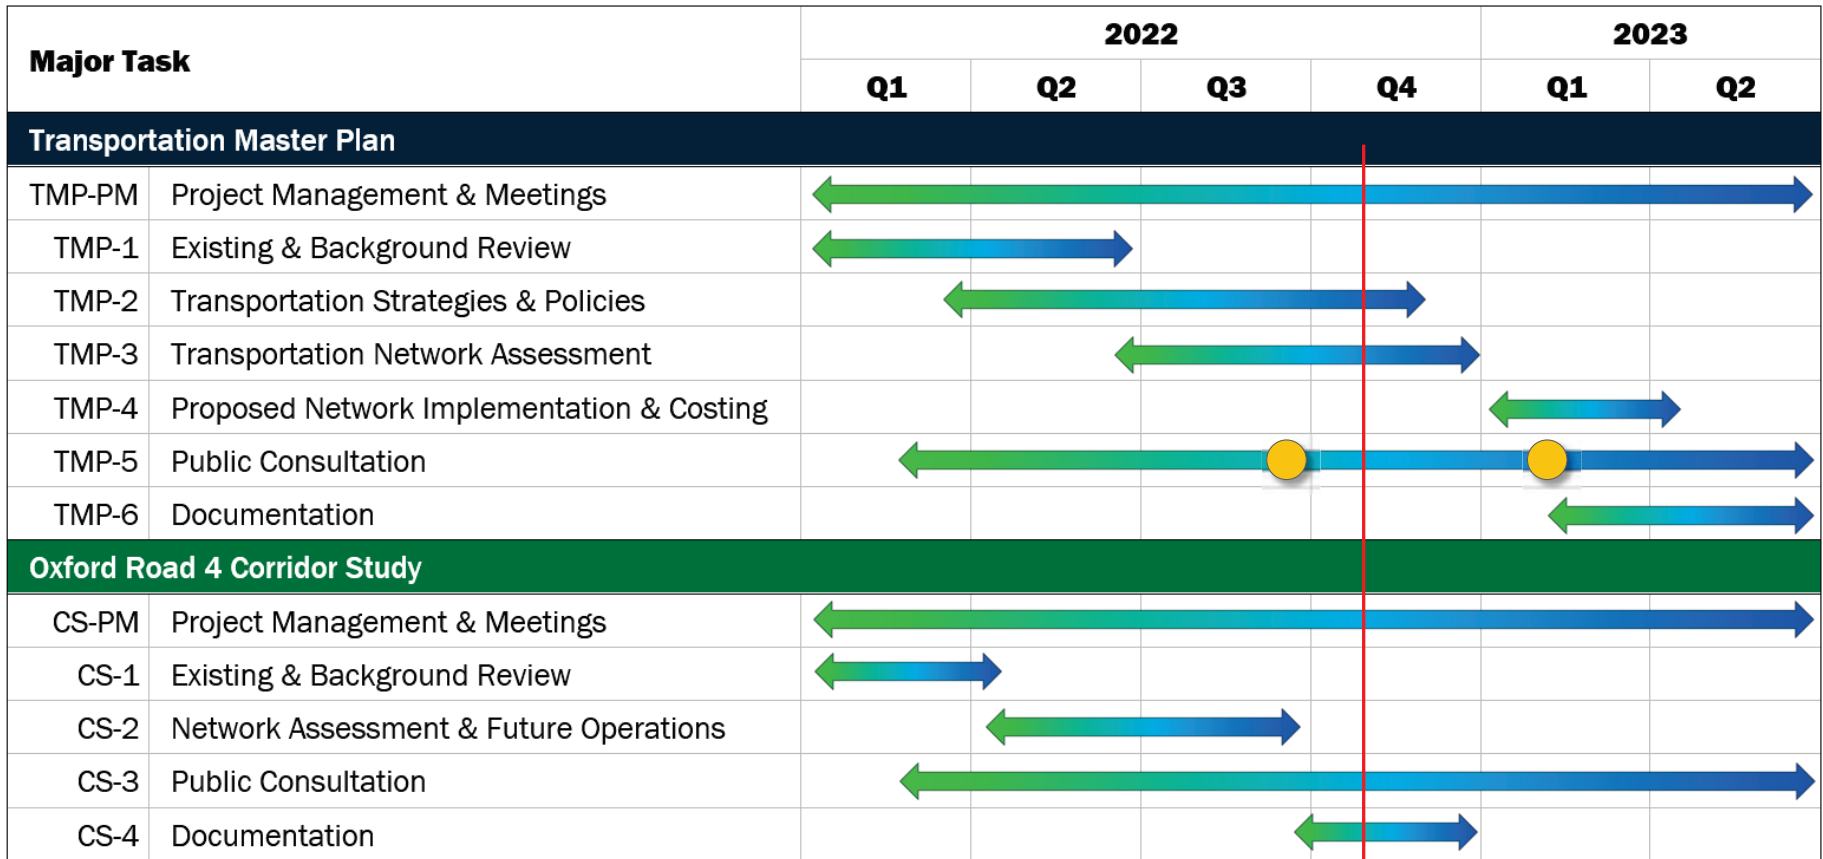 Major Task
2022
2023
Q1 Q2 Q3 Q4 Q1 Q2
Transportation Master Plan
TMP-PM Project Management & Meetings
TMP-1 Existing & Background Review
TMP-2 Transportation Strategies & Policies
TMP-3 Transportation Network Assessment
TMP-4 Proposed Network Implementation & Costing
TMP-5 Public Consultation
TMP-6 Documentation
Oxford Road 4 Corridor Study
CS-PM Project Management & Meetings
CS-1 Existing & Background Review
CS-2 Network Assessment & Future Operations
CS-3 Public Consultation
CS-4 Documentation